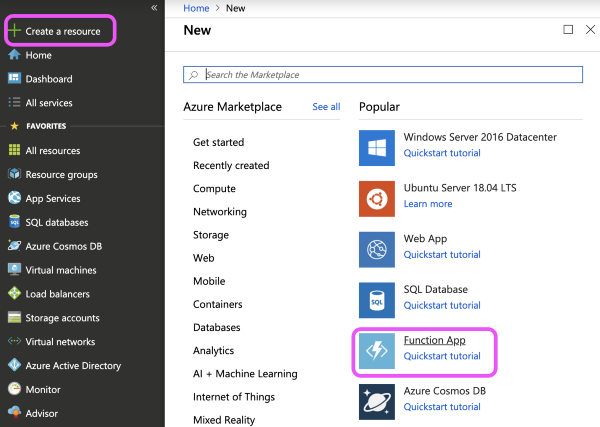 «
Create a resource
Home
Dashboard
All services
FAVORITES
All resources
Resource groups
App Services
SQL databases
Azure Cosmos DB
Virtual machines
Load balancers
Storage accounts
Virtual networks
Azure Active Directory
Monitor
Advisor
Home > New
New
Search the Marketplace
Azure Marketplace See all
Get started
Recently created
Compute
Networking
Storage
Web
Mobile
Containers
Databases
Analytics
AI + Machine Learning
Internet of Things
Mixed Reality
Popular
Windows Server 2016 Datacenter
Quickstart tutorial
Ubuntu Server 18.04 LTS
Learn more
Web App
Quickstart tutorial
SQL
SQL Database
Quickstart tutorial
Function App
Quickstart tutorial
Azure Cosmos DB
Quickstart tutorial